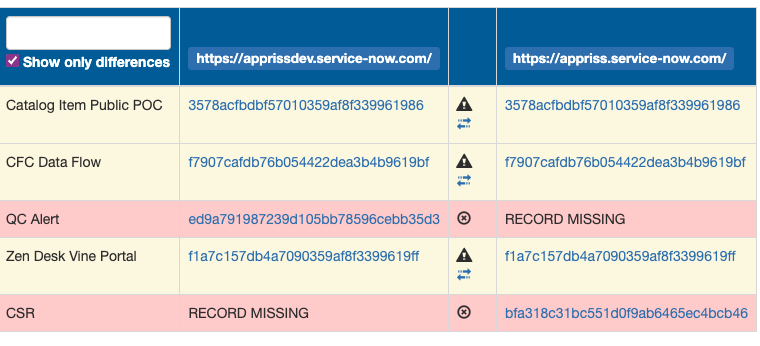 https://apprissdev.service-now.com/ https://appriss.service-now.com/
Show only differences
Catalog Item Public POC 3578acfbdbf57010359af8f339961986 3578acfbdbf57010359af8f339961986
CFC Data Flow f7907cafdb76b054422dea3b4b9619bf f7907cafdb76b054422dea3b4b9619bf
QC Alert ed9a791987239d105bb78596cebb35d3 RECORD MISSING
Zen Desk Vine Portal f1a7c157db4a7090359af8f3399619ff f1a7c157db4a7090359af8f3399619ff
CSR RECORD MISSING bfa318c31bc551d0f9ab6465ec4bcb46